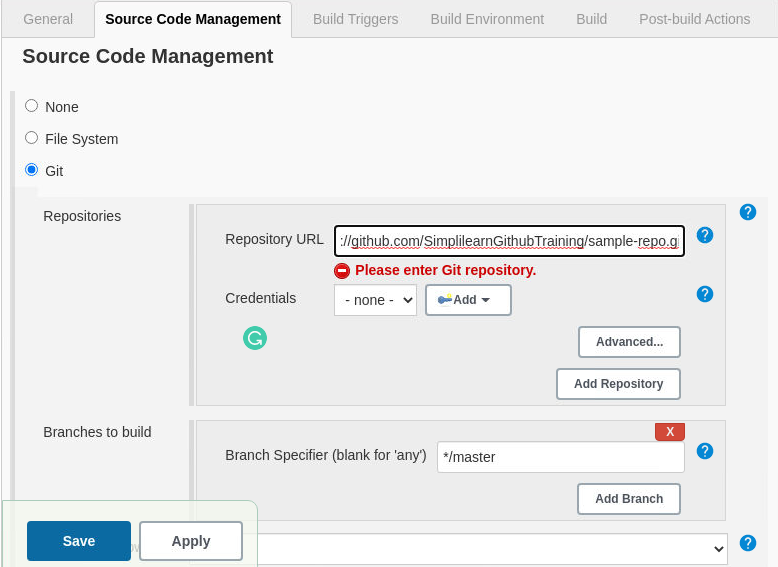 General Source Code Management Build Triggers Build Environment Build Post-build Actions
Source Code Management
None
File System
Git
Repositories
?
Repository URL ://github.com/SimplilearnGithubTraining/sample-repo.g ?
Please enter Git repository.
Credentials - none - Add ?
Advanced...
Add Repository
Branches to build
X
Branch Specifier (blank for 'any') */master ?
Add Branch
Save Apply
?